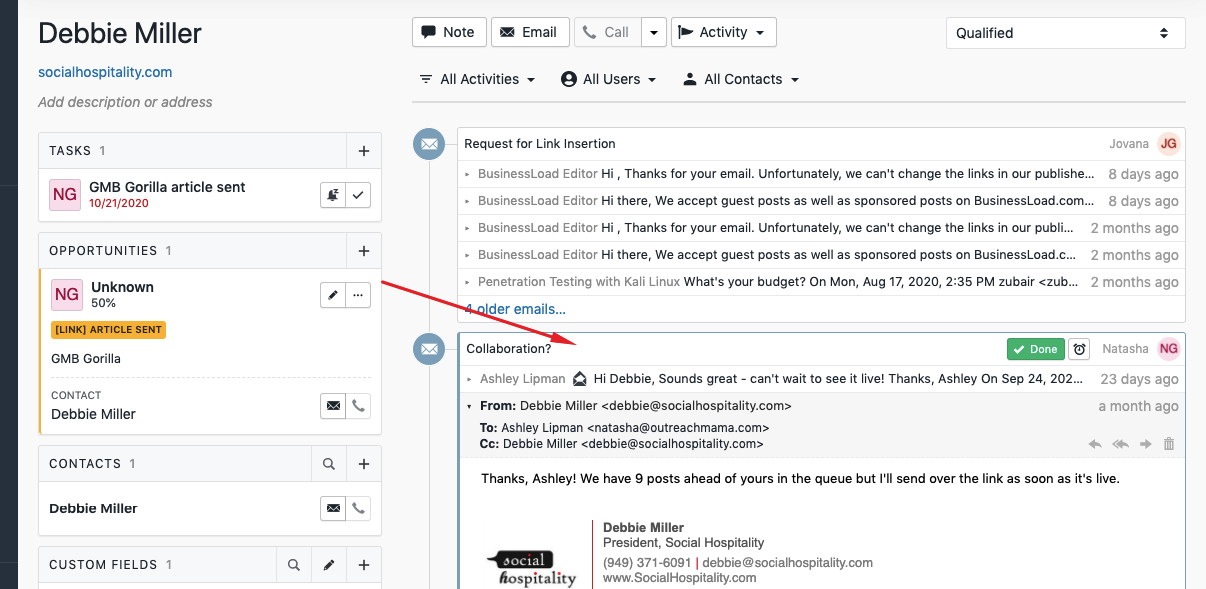 Debbie Miller
socialhospitality.com
Add description or address
TASKS 1
NG GMB Gorilla article sent
10/21/2020
OPPORTUNITIES 1
NG Unknown
50%
[LINK] ARTICLE SENT
GMB Gorilla
CONTACT
Debbie Miller
CONTACTS 1
Debbie Miller
CUSTOM FIELDS 1
Note Email Call Activity
Qualified
All Activities All Users All Contacts
Request for Link Insertion Jovana JG
BusinessLoad Editor Hi , Thanks for your email. Unfortunately, we can't change the links in our publishe... 8 days ago
BusinessLoad Editor Hi there, We accept guest posts as well as sponsored posts on BusinessLoad.com... 8 days ago
BusinessLoad Editor Hi , Thanks for your email. Unfortunately, we can't change the links in our publi... 2 months ago
BusinessLoad Editor Hi there, We accept guest posts as well as sponsored posts on BusinessLoad.c... 2 months ago
Penetration Testing with Kali Linux What's your budget? On Mon, Aug 17, 2020, 2:35 PM zubair <zub... 2 months ago
4 older emails...
Collaboration? Done Natasha NG
Ashley Lipman Hi Debbie, Sounds great - can't wait to see it live! Thanks, Ashley On Sep 24, 202... 23 days ago
From: Debbie Miller <debbie@socialhospitality.com> a month ago
To: Ashley Lipman <natasha@outreachmama.com>
Cc: Debbie Miller <debbie@socialhospitality.com>
Thanks, Ashley! We have 9 posts ahead of yours in the queue but I'll send over the link as soon as it's live.
social
hospitality
Debbie Miller
President, Social Hospitality
(949) 371-6091 | debbie@socialhospitality.com
www.SocialHospitality.com